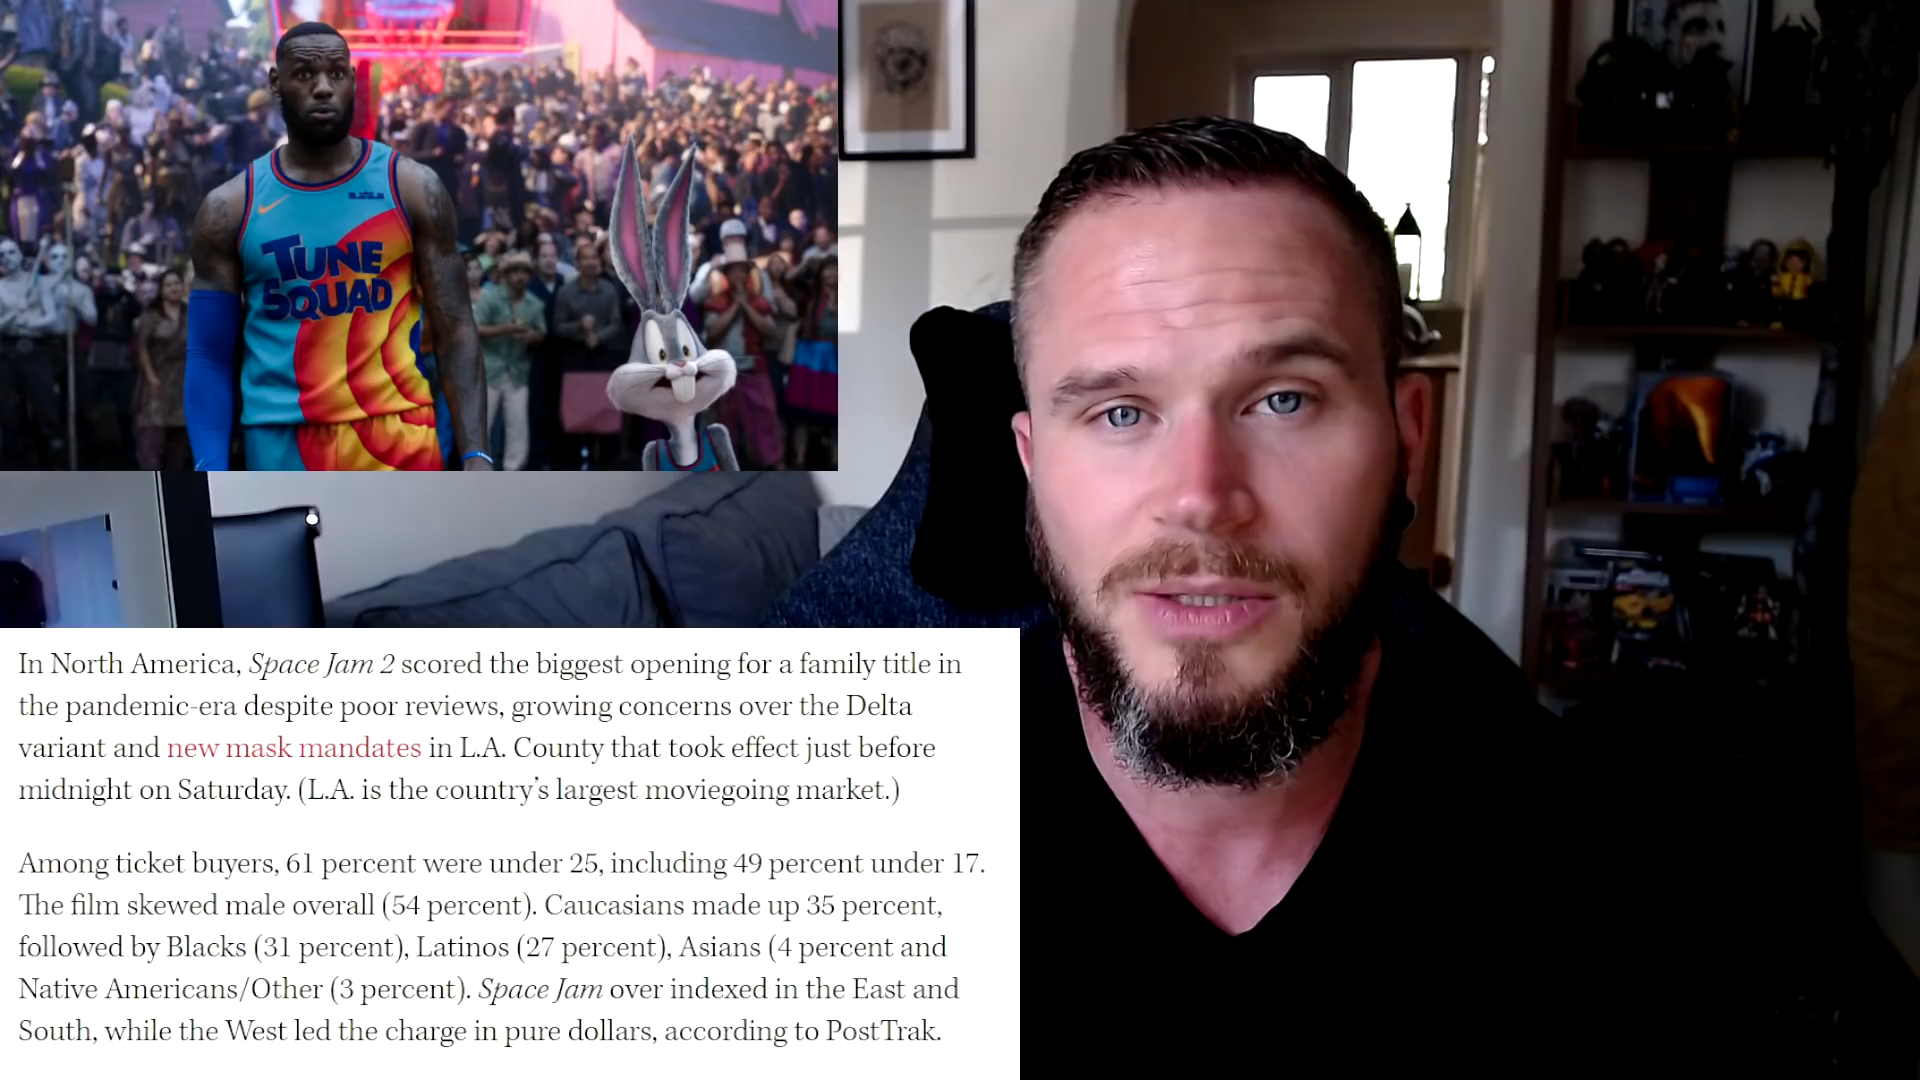 TUNE
SQUAD
In North America, Space Jam 2 scored the biggest opening for a family title in
the pandemic-era despite poor reviews, growing concerns over the Delta
variant and new mask mandates in L.A. County that took effect just before
midnight on Saturday. (L.A. is the country's largest moviegoing market.)
Among ticket buyers, 61 percent were under 25, including 49 percent under 17.
The film skewed male overall (54 percent). Caucasians made up 35 percent,
followed by Blacks (31 percent), Latinos (27 percent), Asians (4 percent and
Native Americans/Other (3 percent). Space Jam over indexed in the East and
South, while the West led the charge in pure dollars, according to PostTrak.